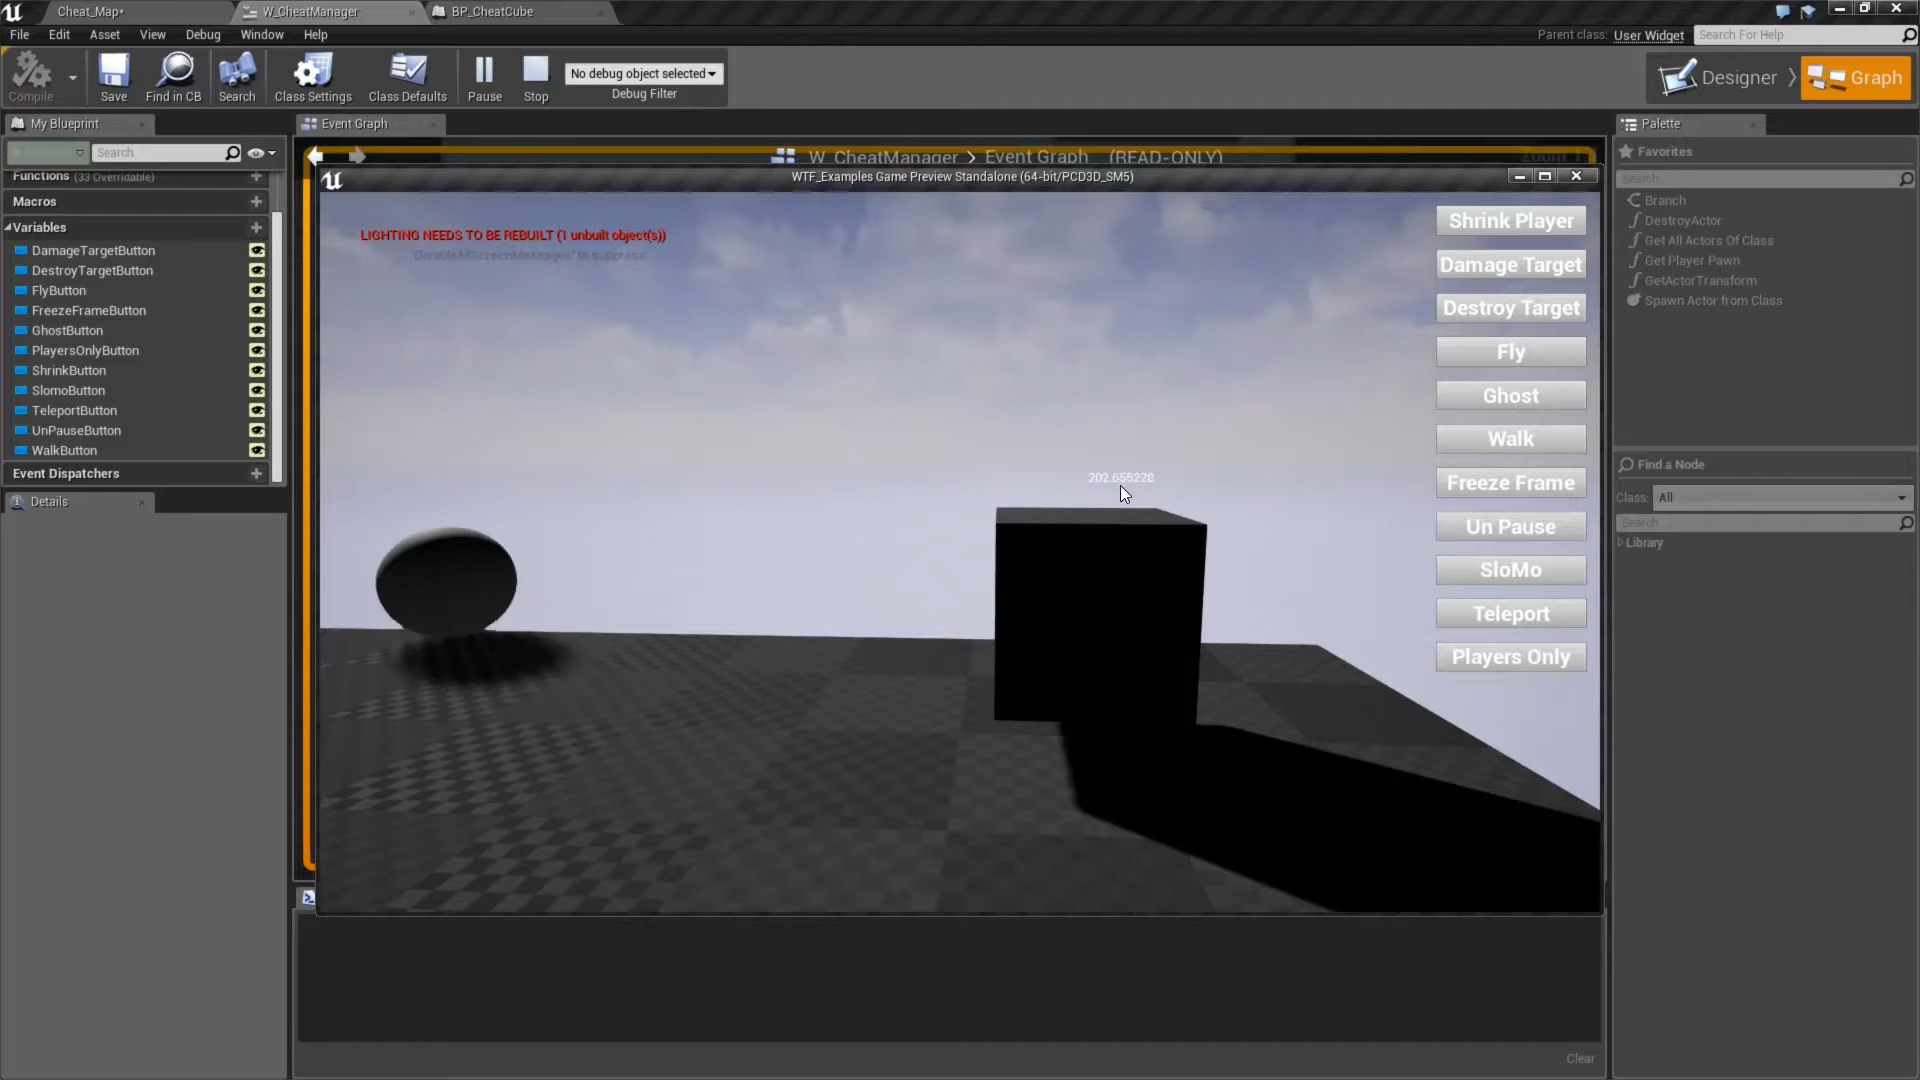 Cheat_Map*
W_CheatManager
BP_CheatCube
File Edit Asset View Debug Window Help
Parent class: User Widget
Search For Help
Compile
Save
Find in CB
Search
Class Settings
Class Defaults
Pause
Stop
No debug object selected
Debug Filter
Designer
Graph
My Blueprint
Search
Functions (33 Overridable)
Macros
Variables
DamageTargetButton
DestroyTargetButton
FlyButton
FreezeFrameButton
GhostButton
PlayersOnlyButton
ShrinkButton
SlomoButton
TeleportButton
UnPauseButton
WalkButton
Event Dispatchers
Details
Event Graph
W_CheatManager > Event Graph (READ-ONLY)
WTF_Examples Game Preview Standalone (64-bit/PCD3D_SM5)
LIGHTING NEEDS TO BE REBUILT (1 unbuilt object(s))
'DisableAllScreenMessages' to suppress
202.655228
Shrink Player
Damage Target
Destroy Target
Fly
Ghost
Walk
Freeze Frame
Un Pause
SloMo
Teleport
Players Only
Clear
Palette
Favorites
Search
Branch
DestroyActor
Get All Actors Of Class
Get Player Pawn
GetActorTransform
Spawn Actor from Class
Find a Node
Class: All
Search
Library